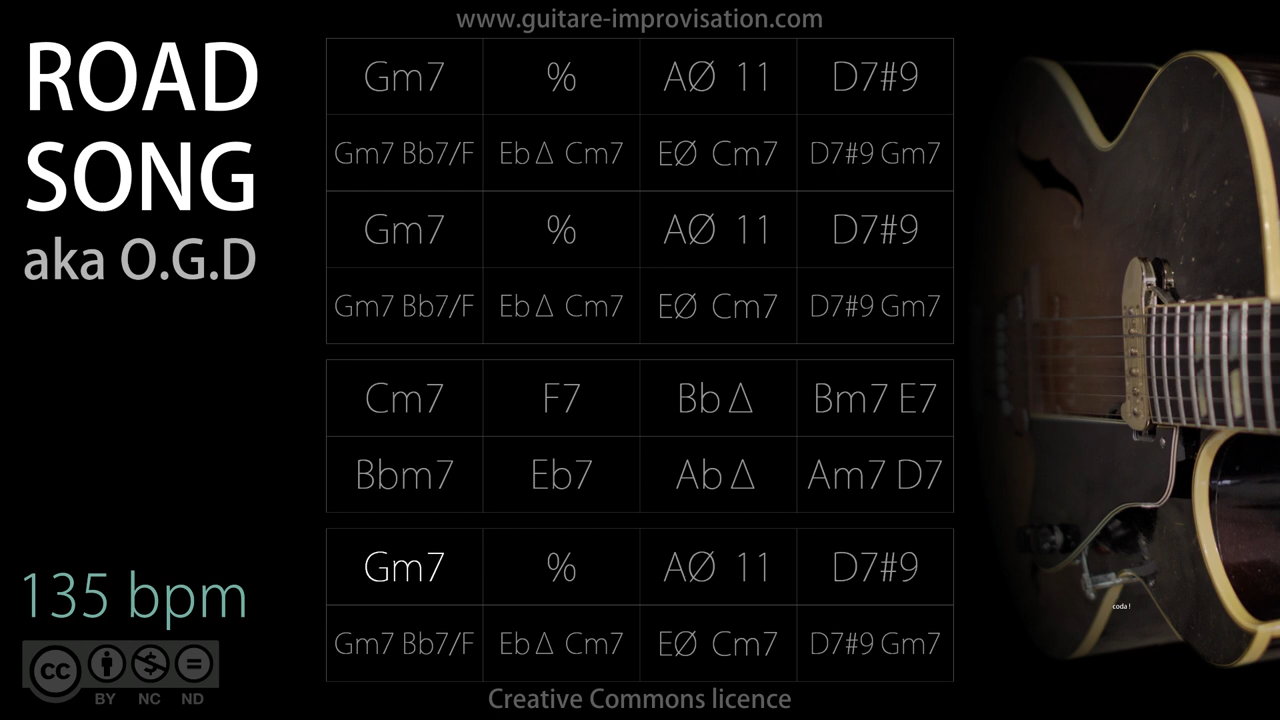 www.guitare-improvisation.com
ROAD
SONG
aka O.G.D
Gm7 % AØ 11 D7#9
Gm7 Bb7/F Eb∆ Cm7 EØ Cm7 D7#9 Gm7
Gm7 % AØ 11 D7#9
Gm7 Bb7/F Eb∆ Cm7 EØ Cm7 D7#9 Gm7
Cm7 F7 Bb∆ Bm7 E7
Bbm7 Eb7 Ab∆ Am7 D7
Gm7 % AØ 11 D7#9
Gm7 Bb7/F Eb∆ Cm7 EØ Cm7 D7#9 Gm7
coda !
135 bpm
cc
BY NC ND
Creative Commons licence